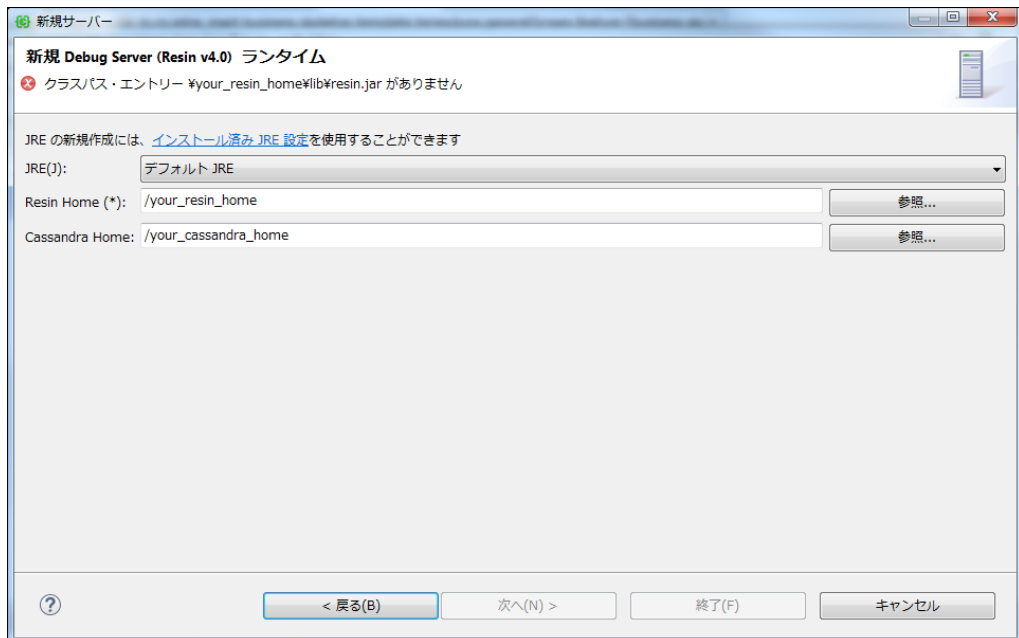 新規サーバー
新規 Debug Server (Resin v4.0) ランタイム
クラスパス・エントリー ¥your_resin_home¥lib¥resin.jar がありません
JRE の新規作成には、インストール済み JRE 設定を使用することができます
JRE(J): デフォルト JRE
Resin Home (*): /your_resin_home 参照...
Cassandra Home: /your_cassandra_home 参照...
? < 戻る(B) 次へ(N) > 終了(F) キャンセル